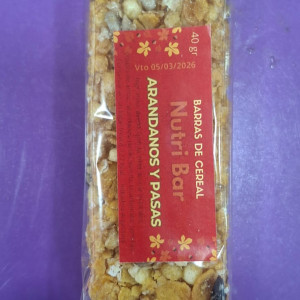 BARRAS DE CEREAL
Nutri Bar
ARANDANOS Y PASAS
40 gr
Vto 05/03/2026